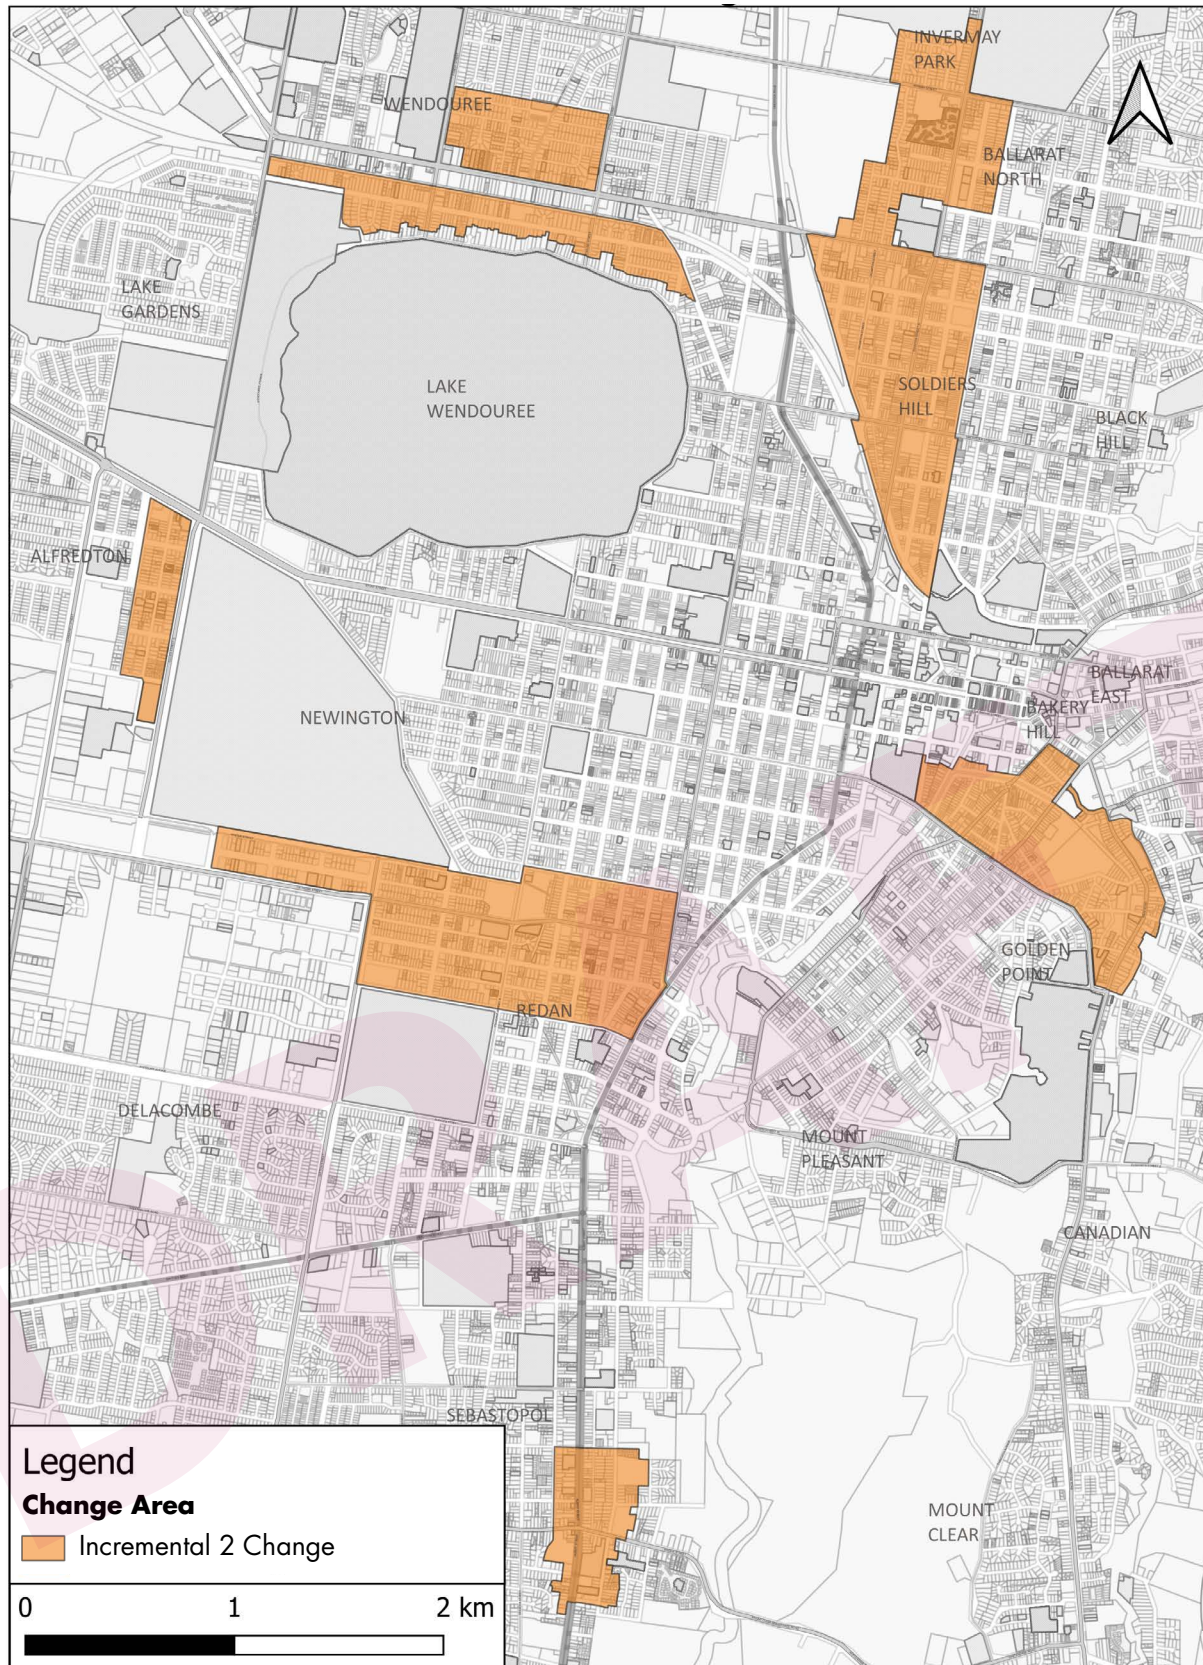 INVERMAY
PARK
WENDOUREE
BALLARAT
NORTH
LAKE
GARDENS
LAKE
WENDOUREE
SOLDIERS
HILL
BLACK
HILL
ALFREDTON
BALLARAT
EAST
BAKERY
HILL
NEWINGTON
GOLDEN
POINT
REDAN
DELACOMBE
MOUNT
PLEASANT
CANADIAN
SEBASTOPOL
MOUNT
CLEAR
Legend
Change Area
Incremental 2 Change
0 1 2 km